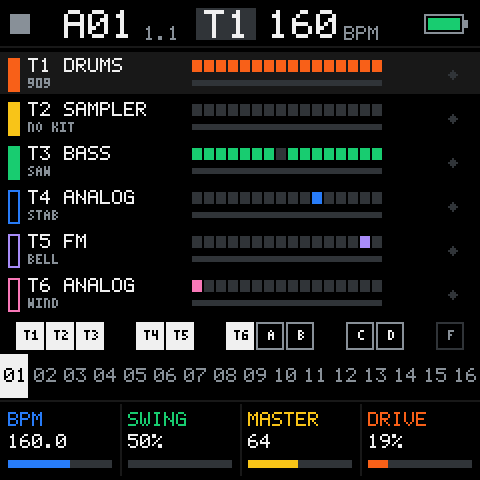 A01 1.1 T1 160 BPM
T1 DRUMS
909
T2 SAMPLER
NO KIT
T3 BASS
SAW
T4 ANALOG
STAB
T5 FM
BELL
T6 ANALOG
WIND
T1 T2 T3 T4 T5 T6 A B C D F
01 02 03 04 05 06 07 08 09 10 11 12 13 14 15 16
BPM SWING MASTER DRIVE
160.0 50% 64 19%